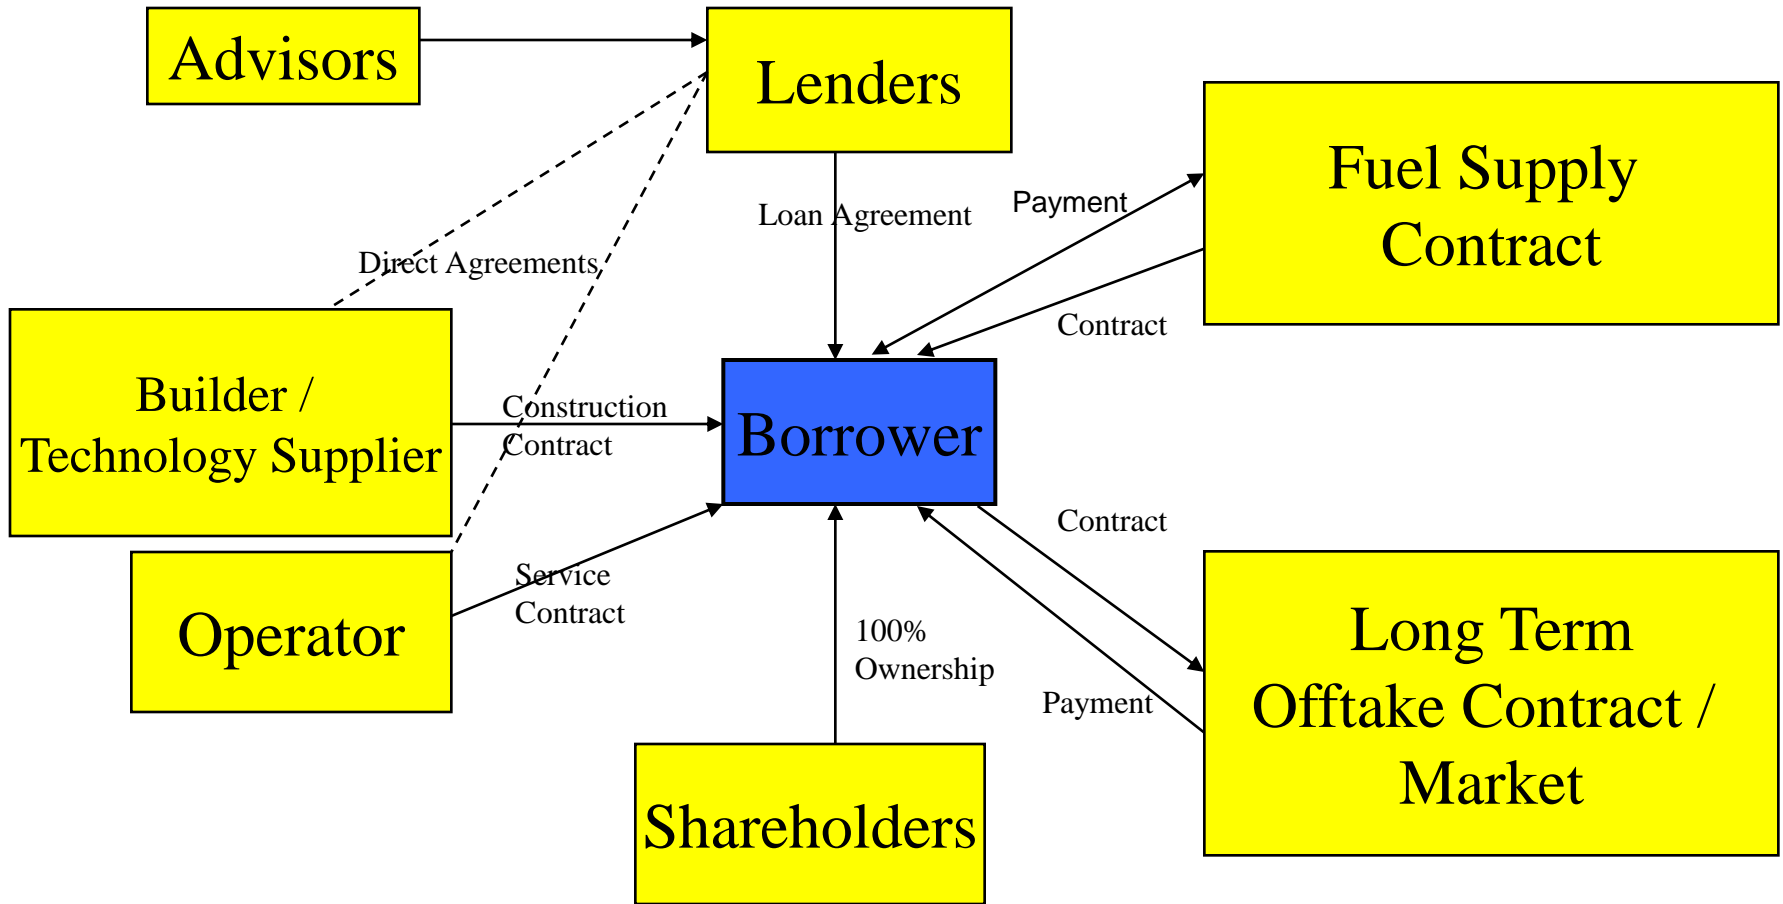 Advisors
Lenders
Fuel Supply
Contract
Payment
Loan Agreement
Direct Agreements
Contract
Builder /
Technology Supplier
Construction
Contract
Borrower
Contract
Service
Contract
Operator
100%
Ownership
Payment
Long Term
Offtake Contract /
Market
Shareholders